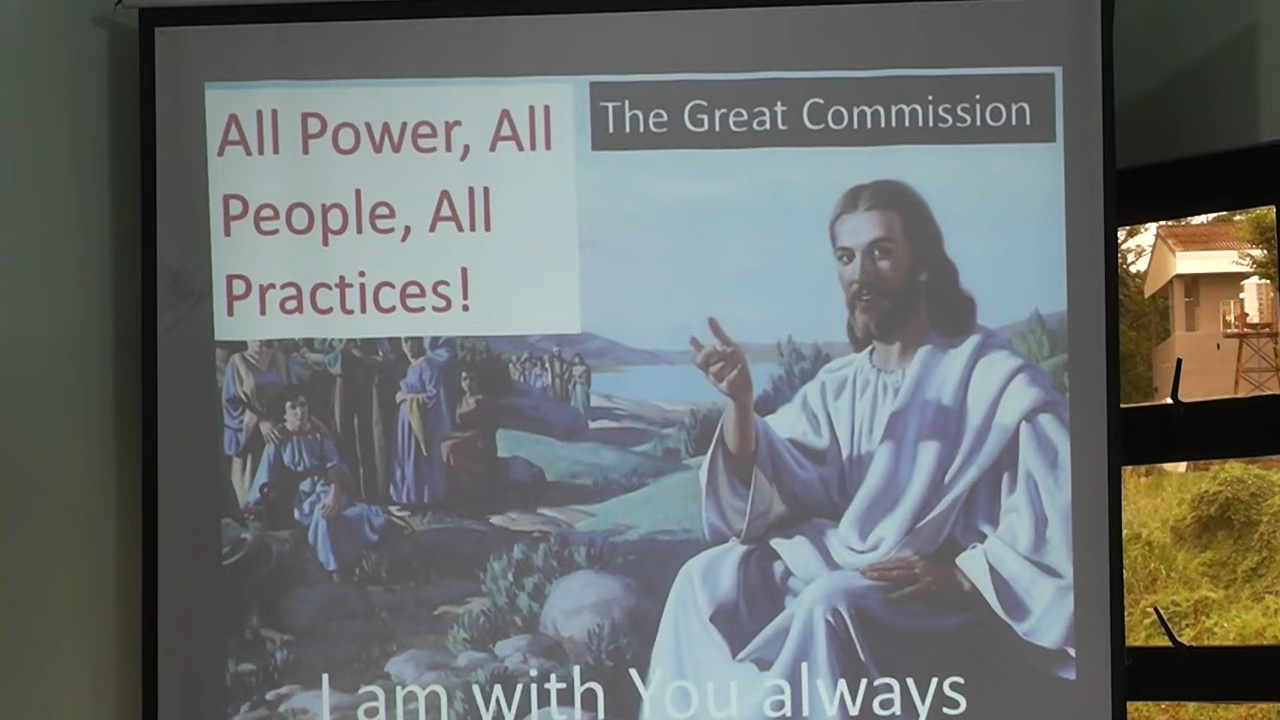 All Power, All
People, All
Practices!
The Great Commission
I am with You always